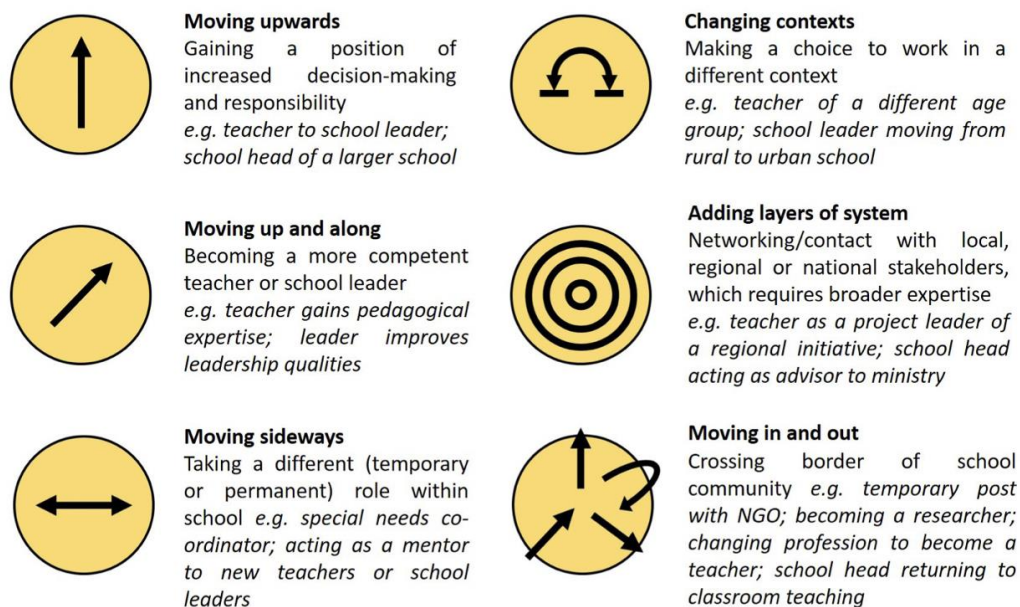 Moving upwards
Gaining a position of
increased decision-making
and responsibility
e.g. teacher to school leader;
school head of a larger school
Changing contexts
Making a choice to work in a
different context
e.g. teacher of a different age
group; school leader moving from
rural to urban school
Moving up and along
Becoming a more competent
teacher or school leader
e.g. teacher gains pedagogical
expertise; leader improves
leadership qualities
Adding layers of system
Networking/contact with local,
regional or national stakeholders,
which requires broader expertise
e.g. teacher as a project leader of
a regional initiative; school head
acting as advisor to ministry
Moving sideways
Taking a different (temporary
or permanent) role within
school e.g. special needs co-
ordinator; acting as a mentor
to new teachers or school
leaders
Moving in and out
Crossing border of school
community e.g. temporary post
with NGO; becoming a researcher;
changing profession to become a
teacher; school head returning to
classroom teaching